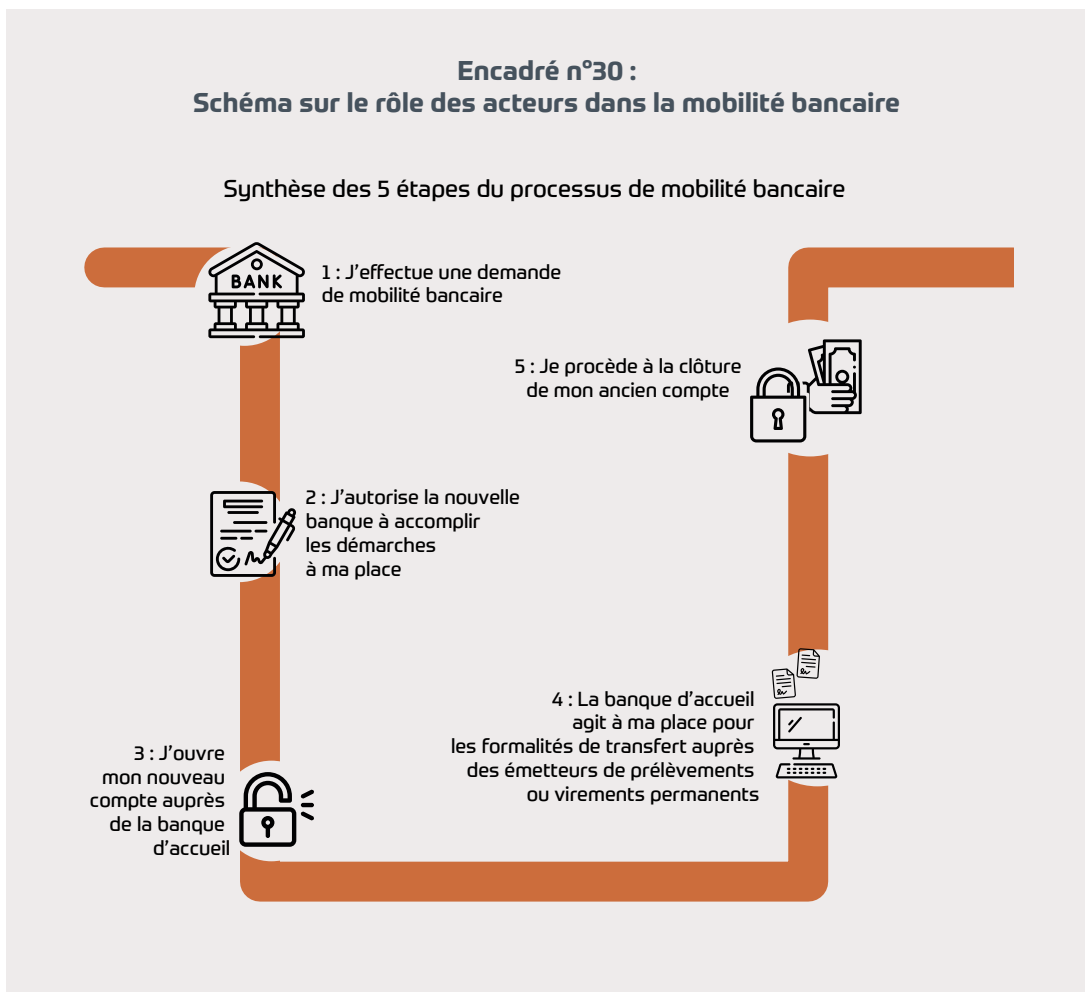 Encadré n°30 :
Schéma sur le rôle des acteurs dans la mobilité bancaire
Synthèse des 5 étapes du processus de mobilité bancaire
BANK
1 : J’effectue une demande
de mobilité bancaire
2 : J’autorise la nouvelle
banque à accomplir
les démarches
à ma place
3 : J’ouvre
mon nouveau
compte auprès
de la banque
d’accueil
4 : La banque d’accueil
agit à ma place pour
les formalités de transfert auprès
des émetteurs de prélèvements
ou virements permanents
5 : Je procède à la clôture
de mon ancien compte